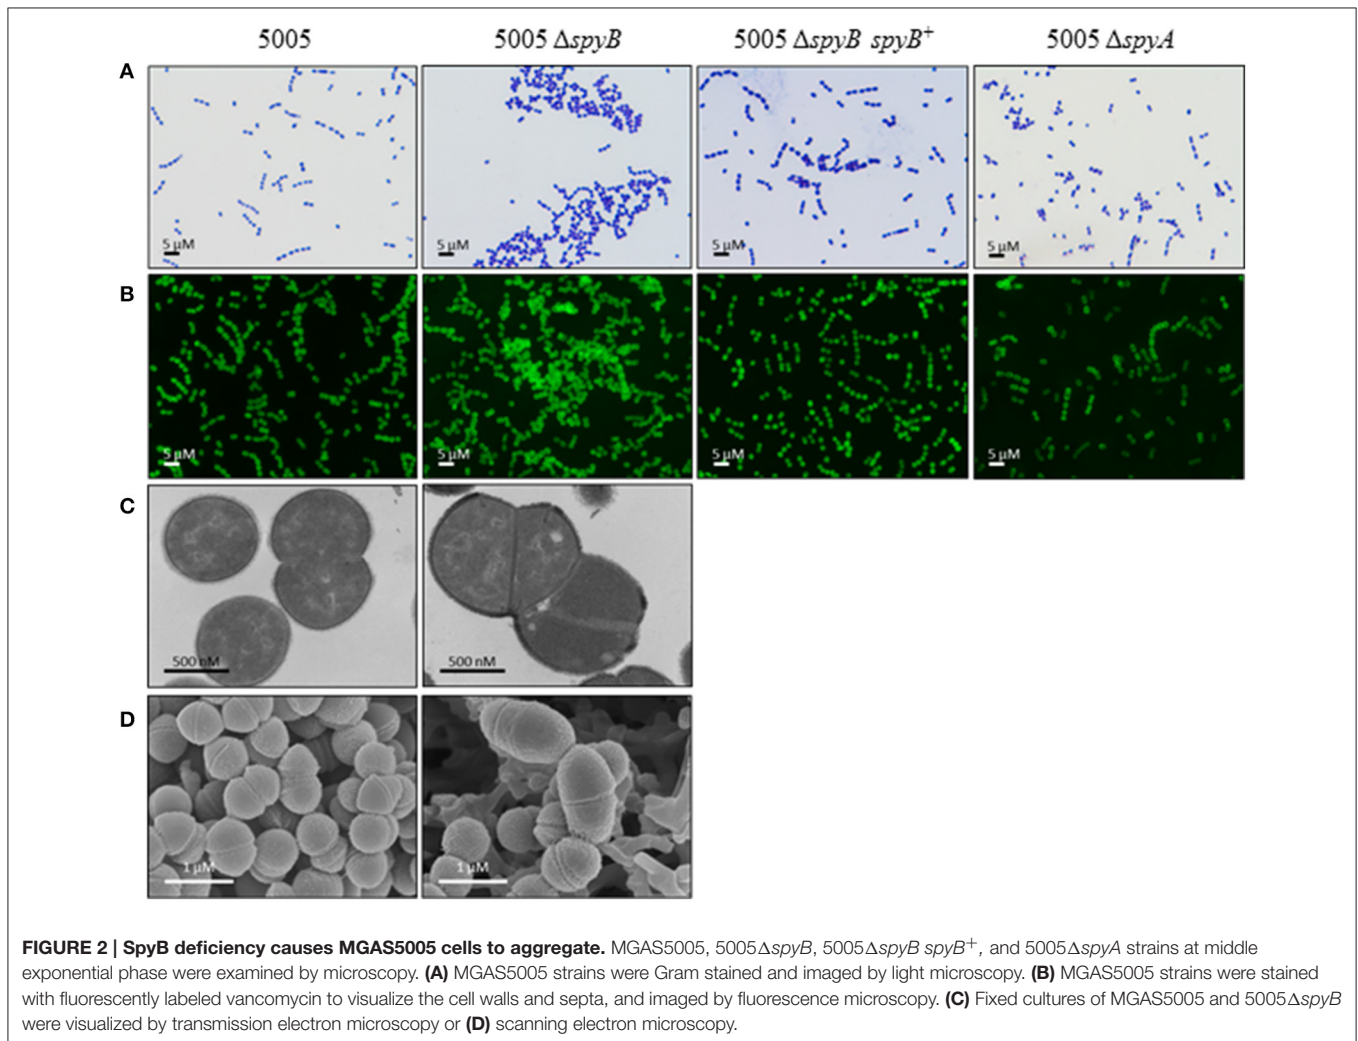 5005
5005 ΔspyB
5005 ΔspyB spyB+
5005 ΔspyA
A
5 μM
5 μM
5 μM
5 μM
B
5 μM
5 μM
5 μM
5 μM
C
500 nM
500 nM
D
1 μM
1 μM
FIGURE 2 | SpyB deficiency causes MGAS5005 cells to aggregate. MGAS5005, 5005ΔspyB, 5005ΔspyB spyB+, and 5005ΔspyA strains at middle
exponential phase were examined by microscopy. (A) MGAS5005 strains were Gram stained and imaged by light microscopy. (B) MGAS5005 strains were stained
with fluorescently labeled vancomycin to visualize the cell walls and septa, and imaged by fluorescence microscopy. (C) Fixed cultures of MGAS5005 and 5005ΔspyB
were visualized by transmission electron microscopy or (D) scanning electron microscopy.